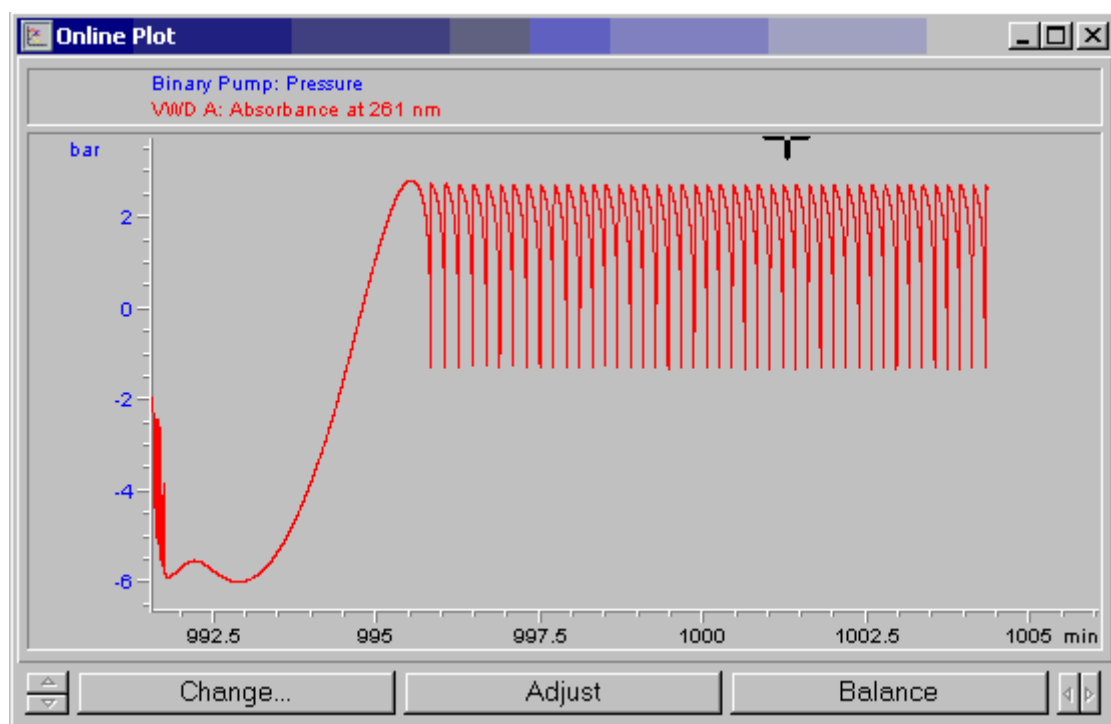 Online Plot
Binary Pump: Pressure
VWD A: Absorbance at 261 nm
bar
2
0
-2
-4
-6
992.5 995 997.5 1000 1002.5 1005 min
Change... Adjust Balance